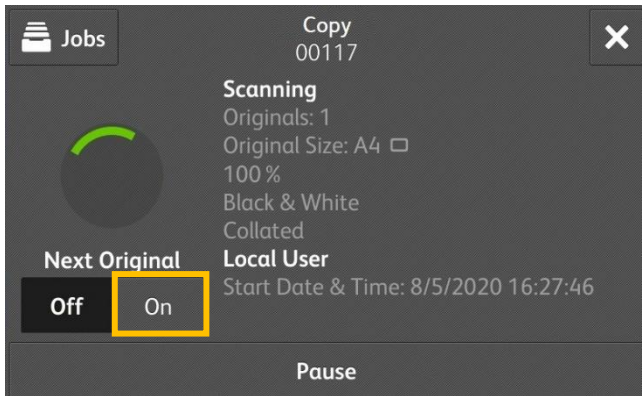 Jobs
Copy
00117
Scanning
Originals: 1
Original Size: A4
100 %
Black & White
Collated
Local User
Start Date & Time: 8/5/2020 16:27:46
Next Original
Off
On
Pause